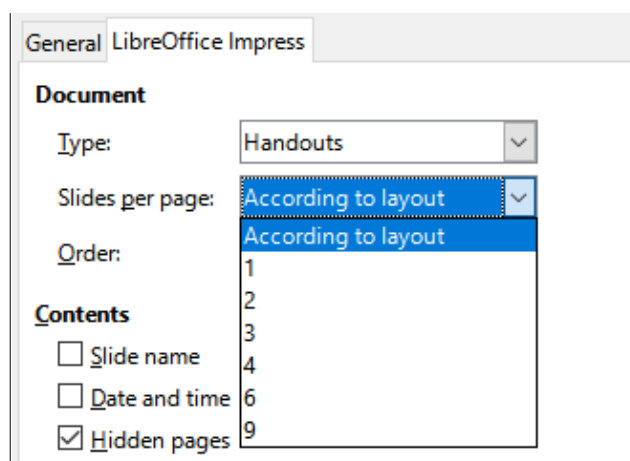 General LibreOffice Impress
Document
Type: Handouts
Slides per page: According to layout
According to layout
Order:
1
2
Contents
3
Slide name
4
Date and time 6
Hidden pages 9